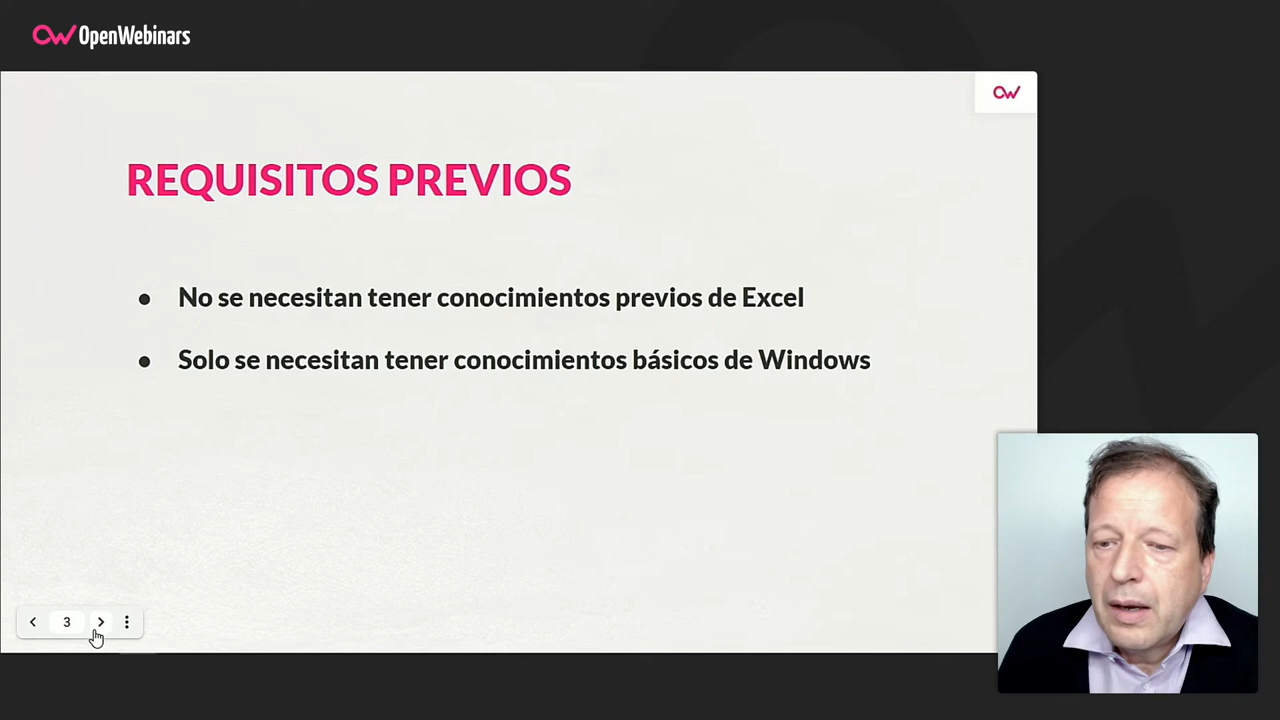 OpenWebinars
REQUISITOS PREVIOS
● No se necesitan tener conocimientos previos de Excel
● Solo se necesitan tener conocimientos básicos de Windows
3